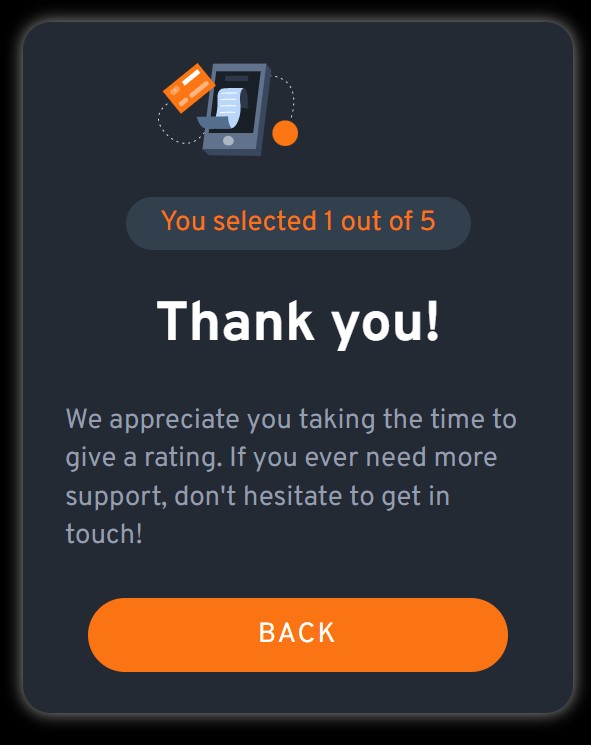 You selected 1 out of 5
Thank you!
We appreciate you taking the time to
give a rating. If you ever need more
support, don't hesitate to get in
touch!
BACK